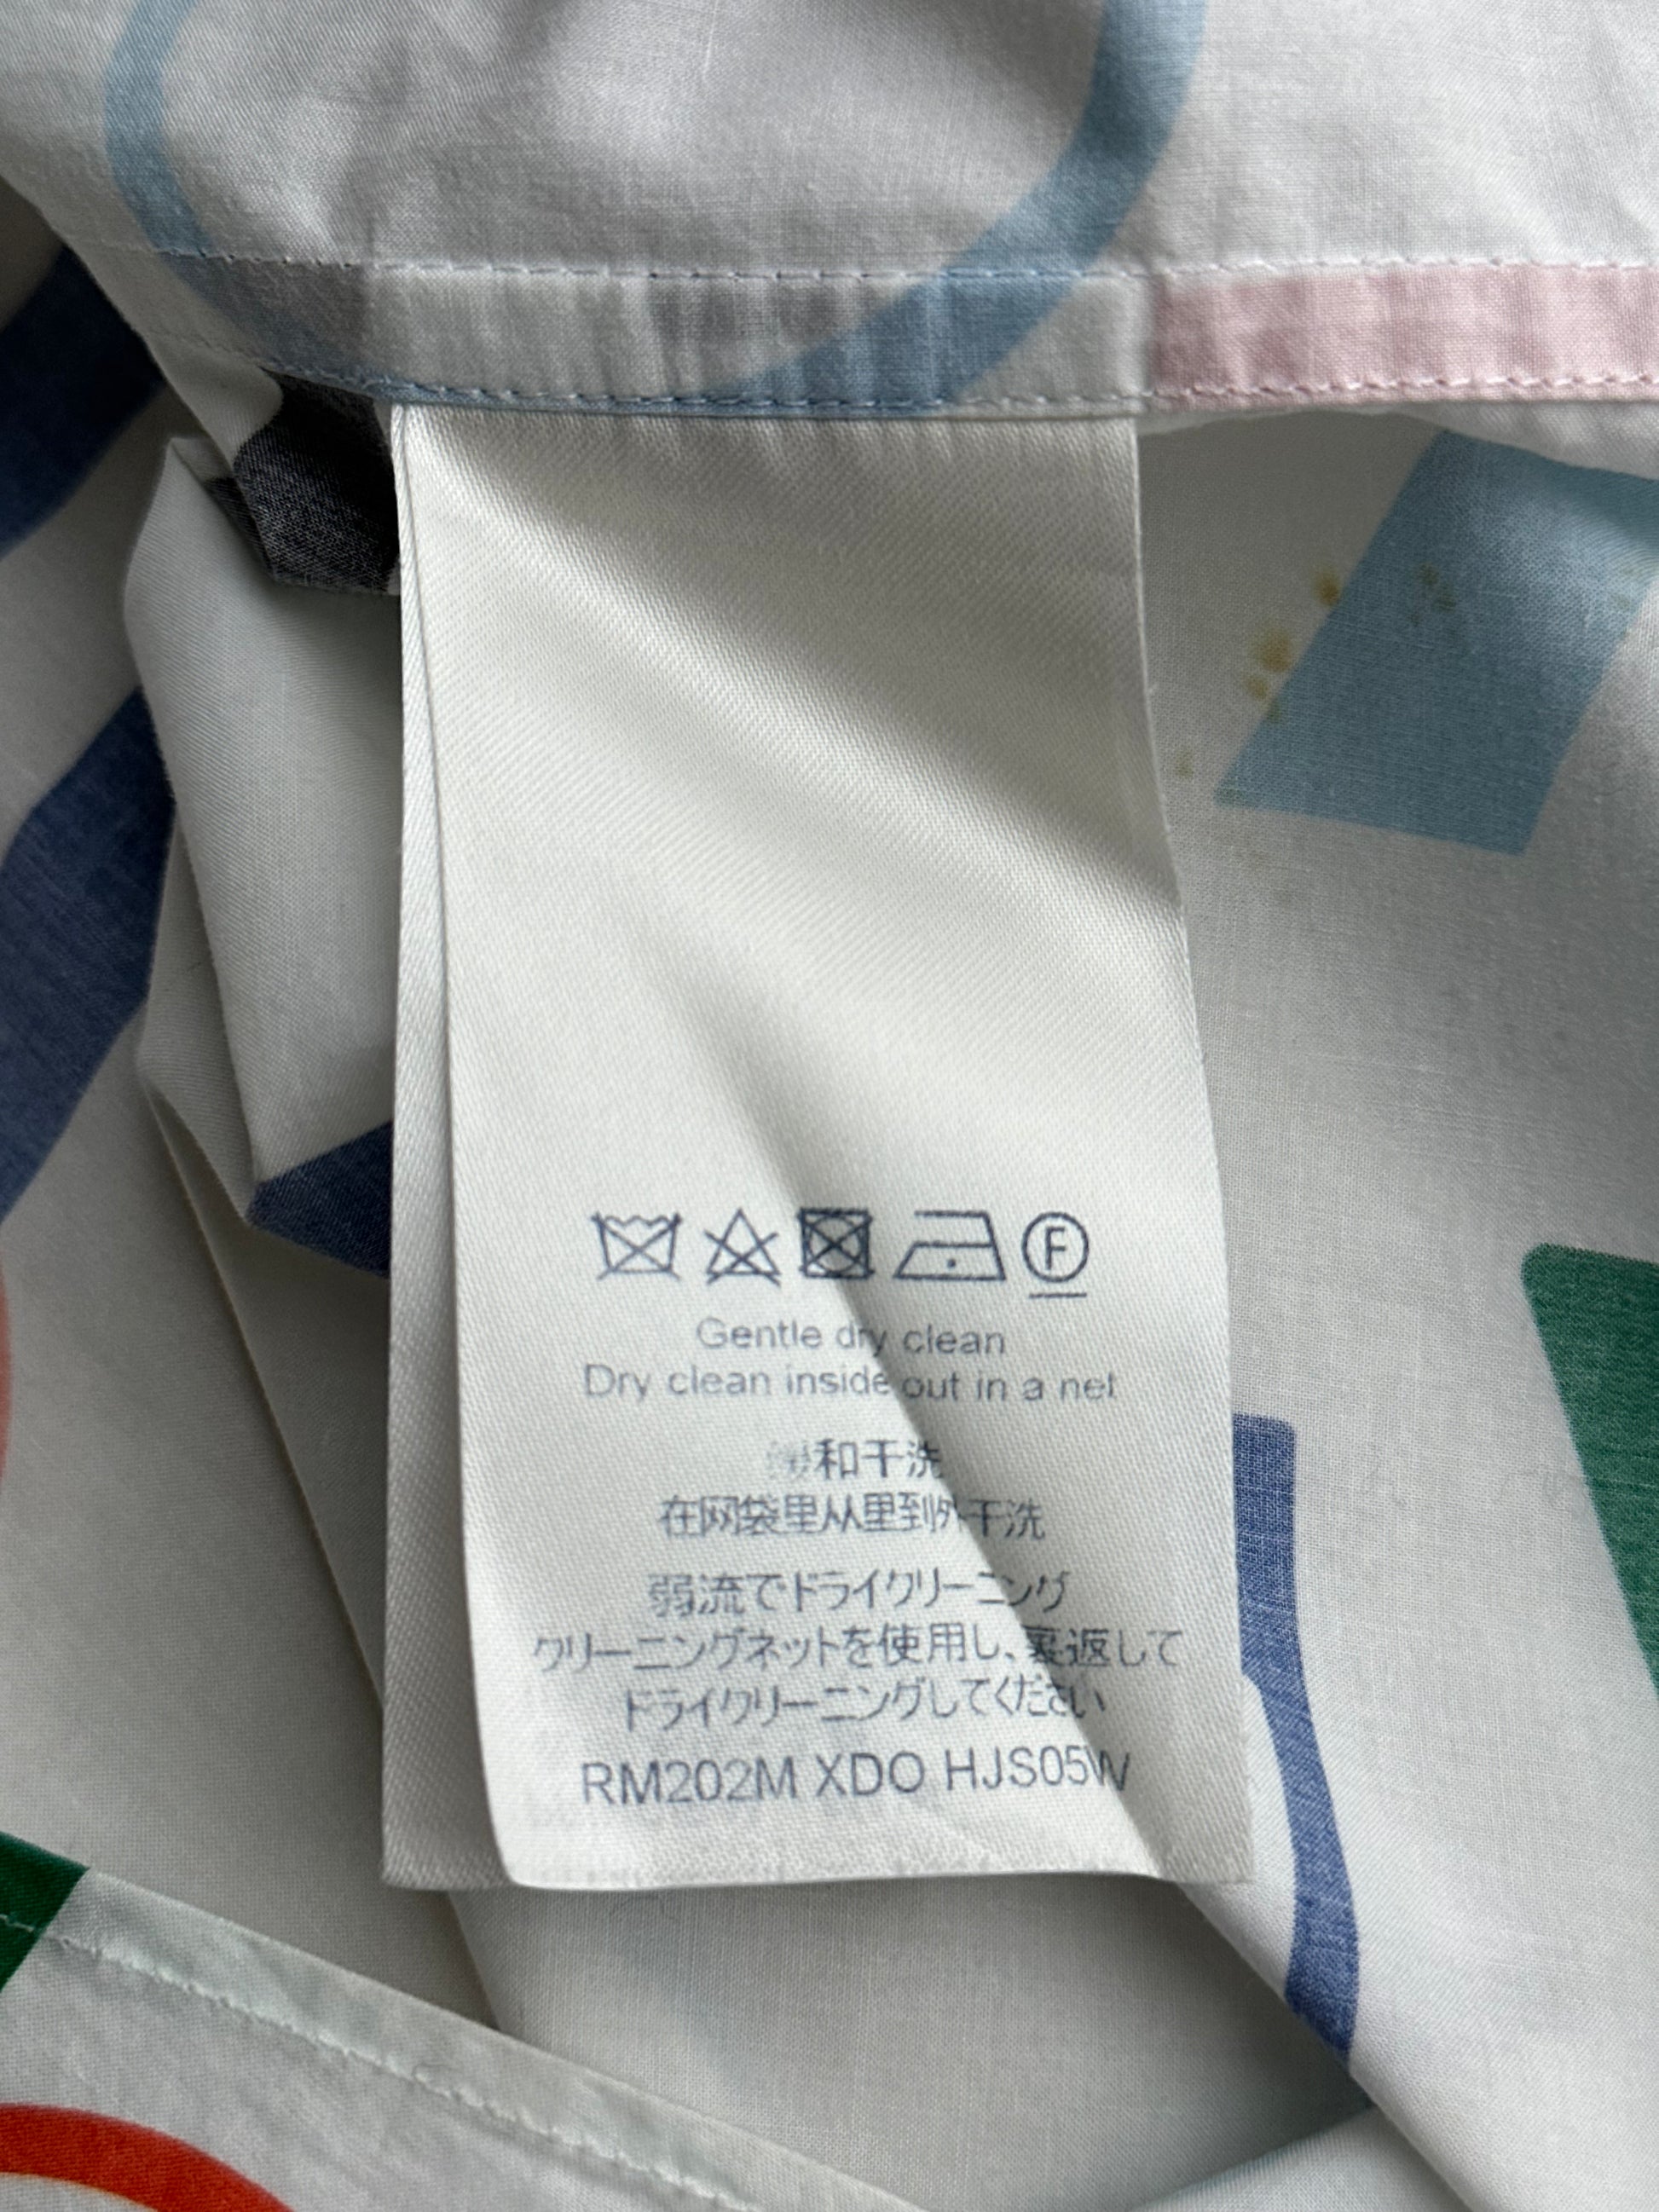 F
Gentle dry clean
Dry clean inside out in a net
缓和干洗
在网袋里从里到外干洗
弱流でドライクリーニング
クリーニングネットを使用し、裏返して
ドライクリーニングしてください
RM202M XDO HJS05W